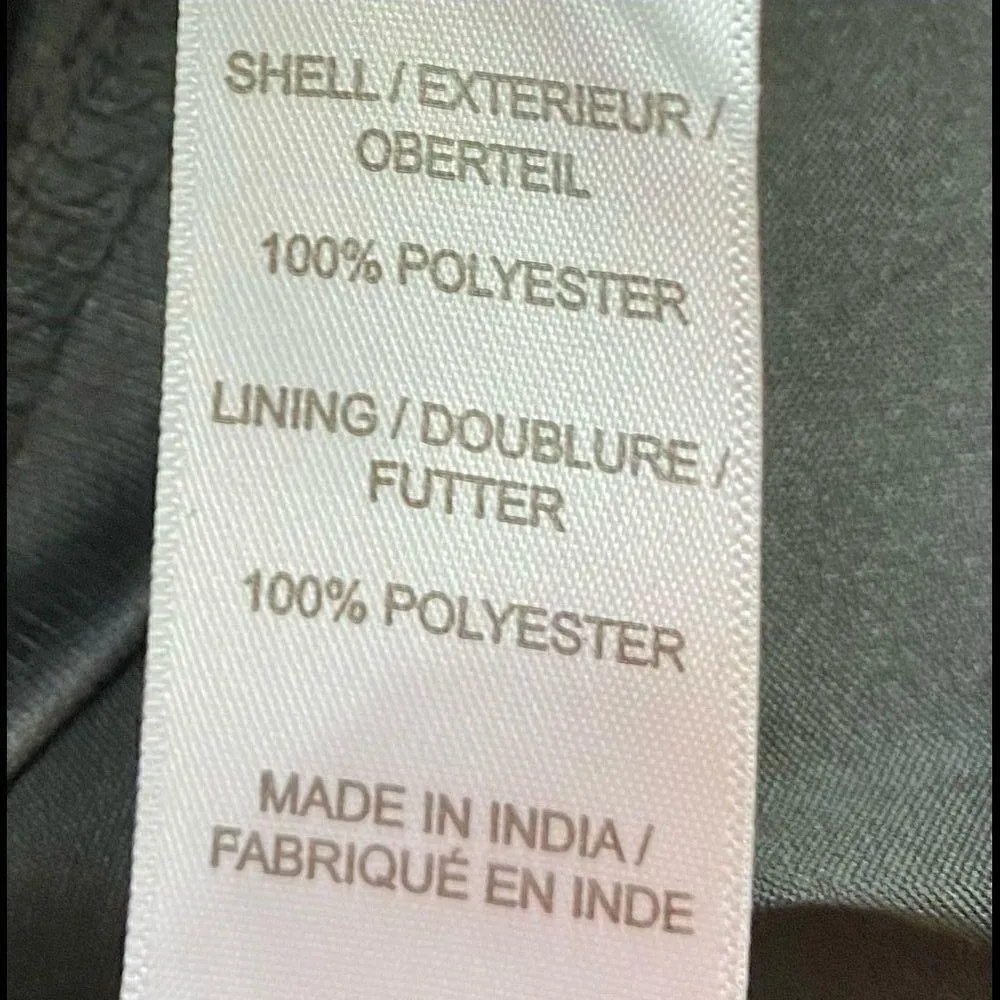 SHELL / EXTERIEUR /
OBERTEIL
100% POLYESTER
LINING / DOUBLURE /
FUTTER
100% POLYESTER
MADE IN INDIA /
FABRIQUÉ EN INDE